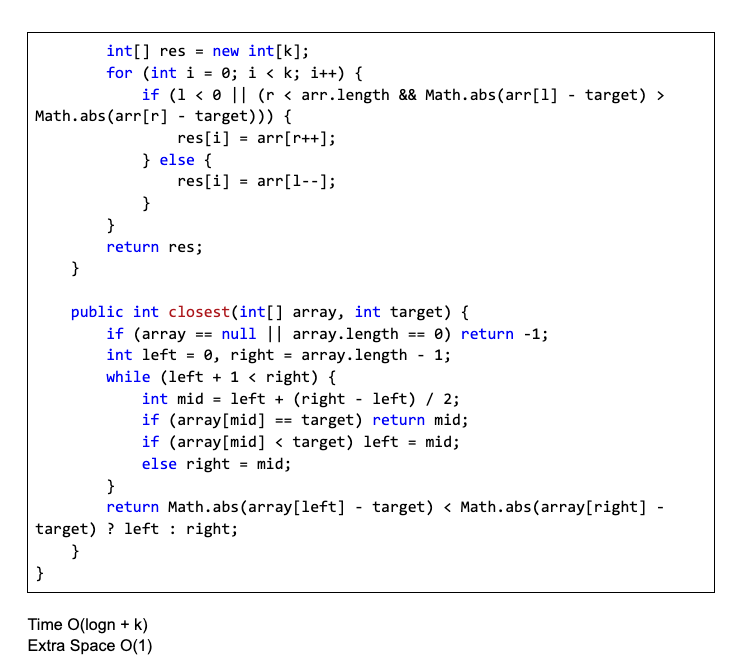 int[] res = new int[k];
for (int i = 0; i < k; i++) {
if (l < 0 || (r < arr.length && Math.abs(arr[l] - target) >
Math.abs(arr[r] - target))) {
res[i] = arr[r++];
} else {
res[i] = arr[l--];
}
}
return res;
}
public int closest(int[] array, int target) {
if (array == null || array.length == 0) return -1;
int left = 0, right = array.length - 1;
while (left + 1 < right) {
int mid = left + (right - left) / 2;
if (array[mid] == target) return mid;
if (array[mid] < target) left = mid;
else right = mid;
}
return Math.abs(array[left] - target) < Math.abs(array[right] -
target) ? left : right;
}
}
Time O(logn + k)
Extra Space O(1)